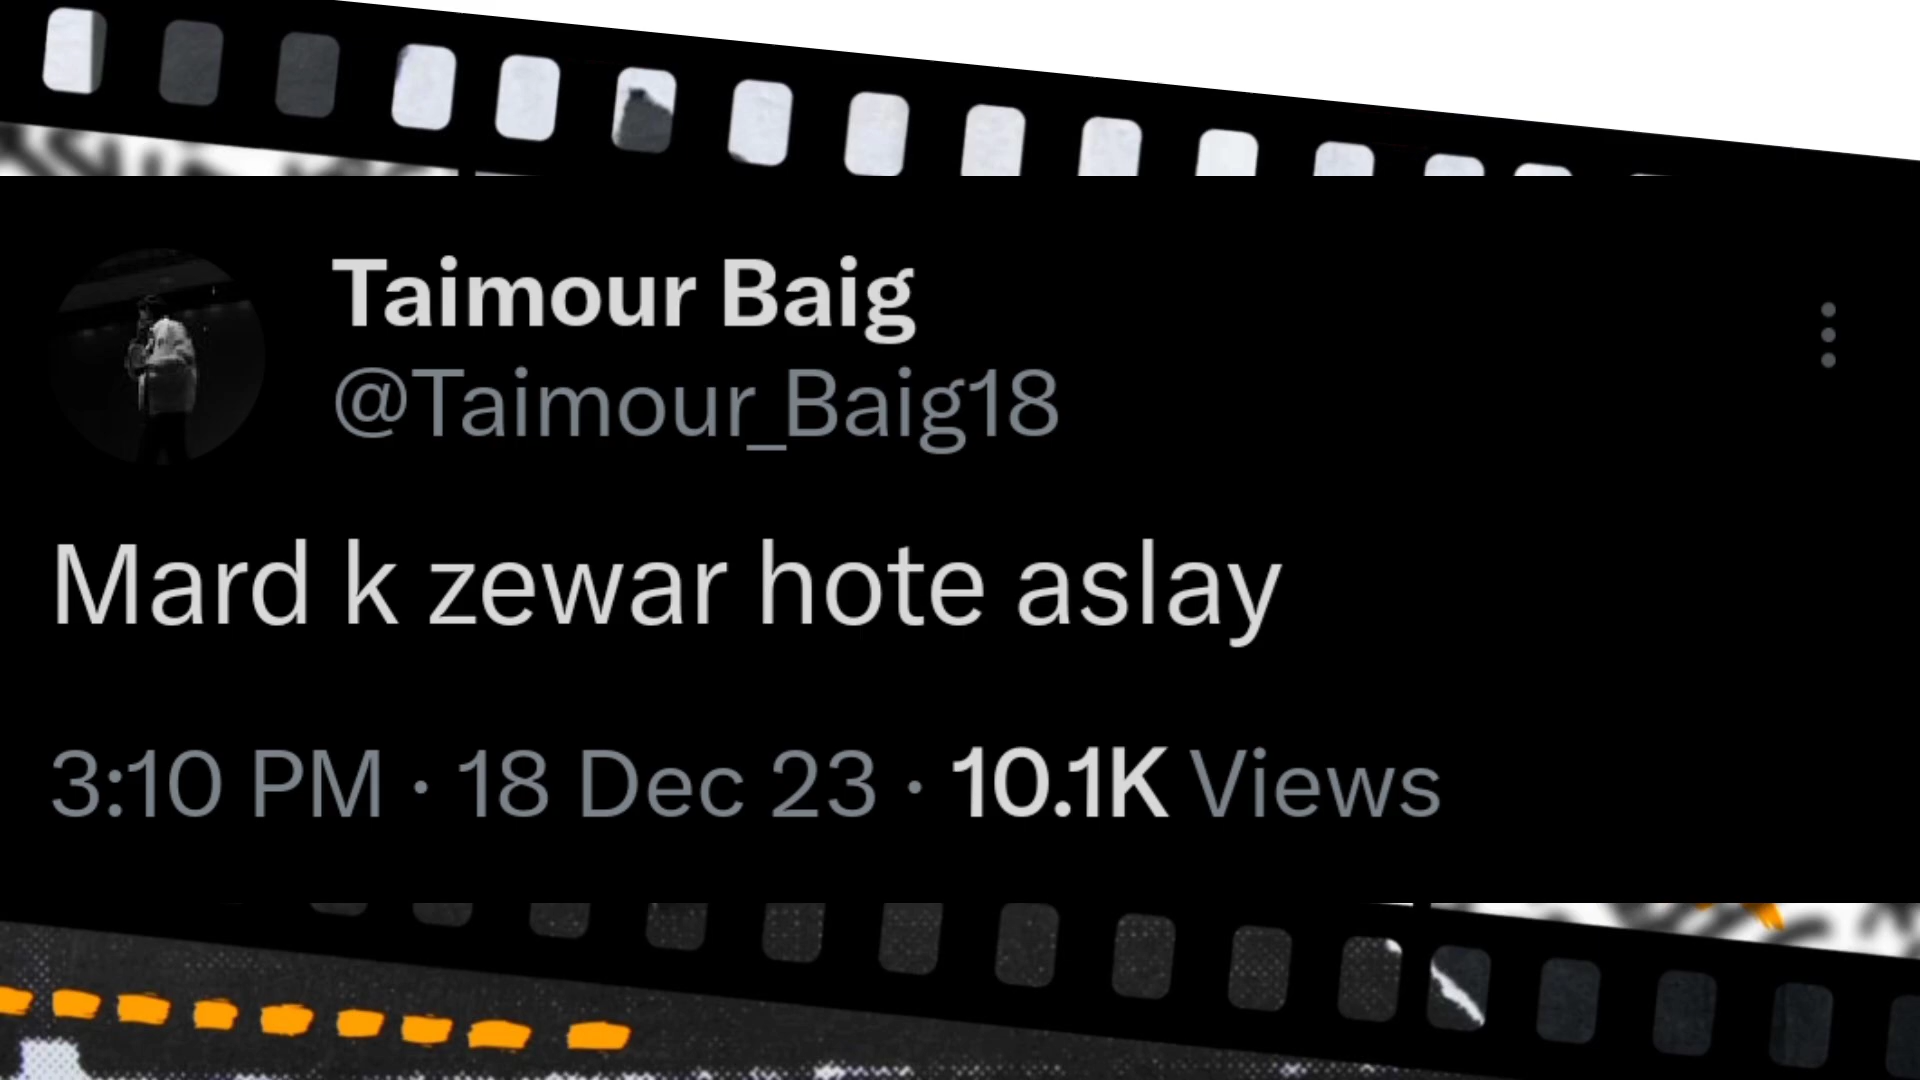 Taimour Baig
@Taimour_Baig18
Mard k zewar hote aslay
3:10 PM · 18 Dec 23 · 10.1K Views